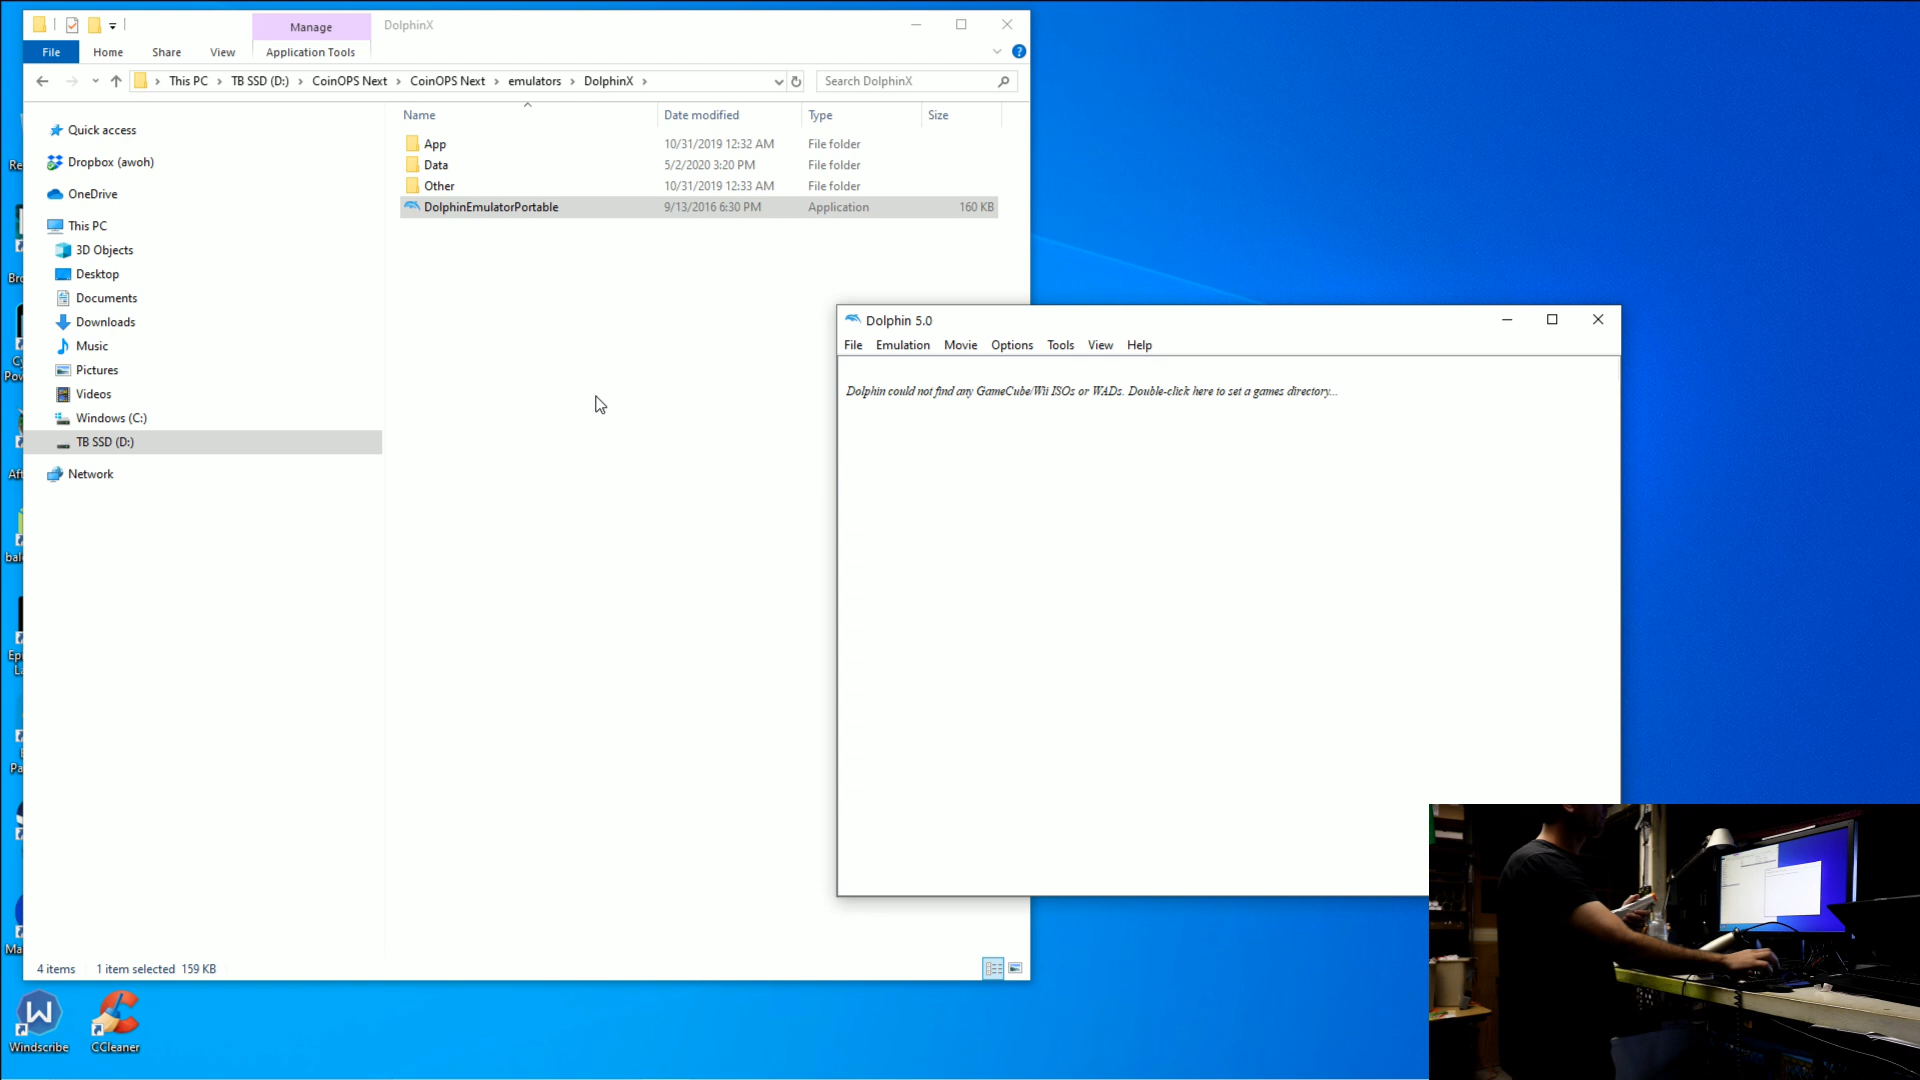 Manage
DolphinX
File
Home
Share
View
Application Tools
This PC
TB SSD (D:)
CoinOPS Next
CoinOPS Next
emulators
DolphinX
Search DolphinX
Name
Date modified
Type
Size
Quick access
Dropbox (awoh)
OneDrive
This PC
3D Objects
Desktop
Documents
Downloads
Music
Pictures
Videos
Windows (C:)
TB SSD (D:)
Network
App 10/31/2019 12:32 AM File folder
Data 5/2/2020 3:20 PM File folder
Other 10/31/2019 12:33 AM File folder
DolphinEmulatorPortable 9/13/2016 6:30 PM Application 160 KB
Dolphin 5.0
File Emulation Movie Options Tools View Help
Dolphin could not find any GameCube/Wii ISOs or WADs. Double-click here to set a games directory...
4 items 1 item selected 159 KB
Windscribe
CCleaner